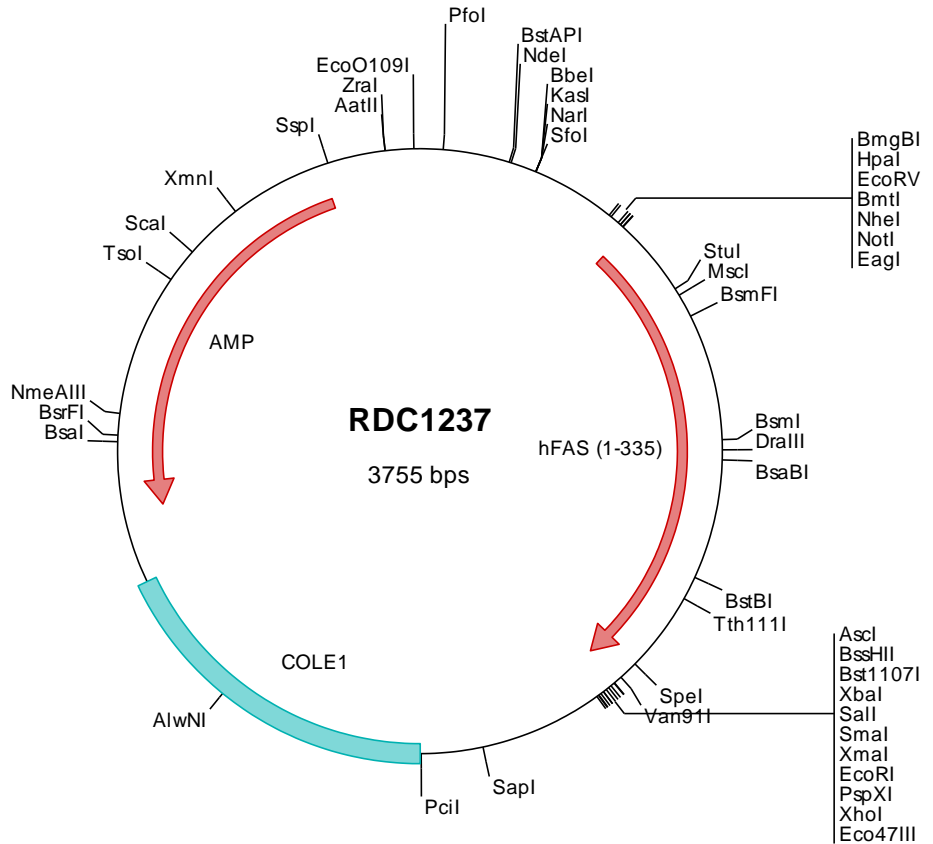 PfoI
BstAPI
NdeI
EcoO109I
BbeI
ZraI
KasI
AatII
NarI
SspI
SfoI
BmgBI
HpaI
EcoRV
BmtI
NheI
NotI
EagI
XmnI
ScaI
TsoI
StuI
MscI
BsmFI
AMP
NmeAIII
BsrFI
BsaI
RDC1237
3755 bps
hFAS (1-335)
BsmI
DraIII
BsaBI
BstBI
Tth111I
AscI
BssHII
Bst1107I
XbaI
SalI
SmaI
XmaI
EcoRI
PspXI
XhoI
Eco47III
COLE1
SpeI
Van91I
AlwNI
SapI
PciI